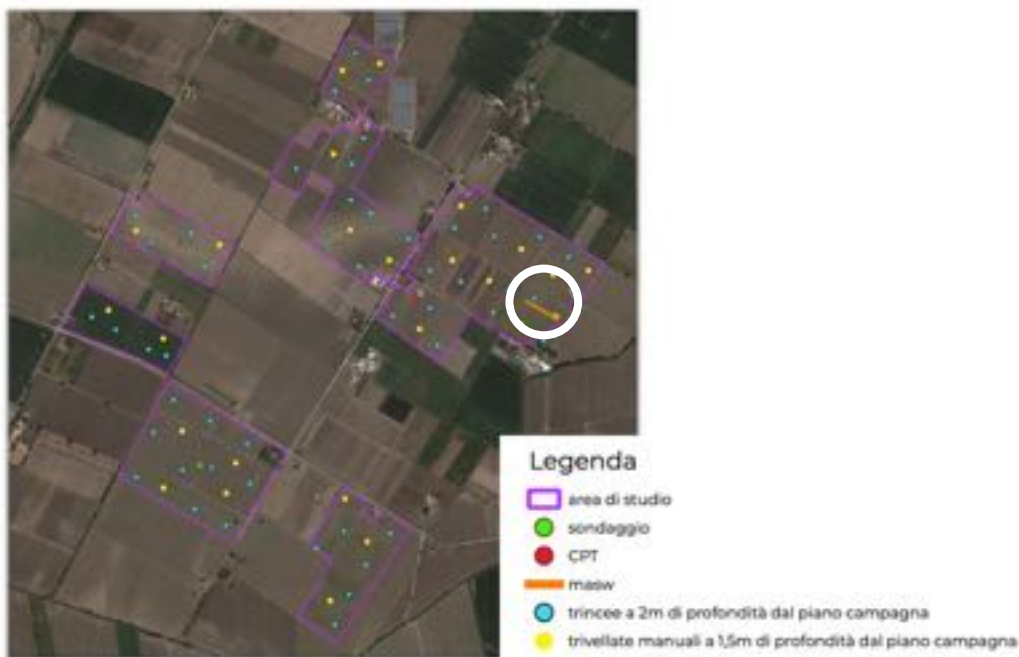 Legenda
area di studio
sondaggio
CPT
masw
trincee a 2m di profondità dal piano campagna
trivellate manuali a 1,5m di profondità dal piano campagna